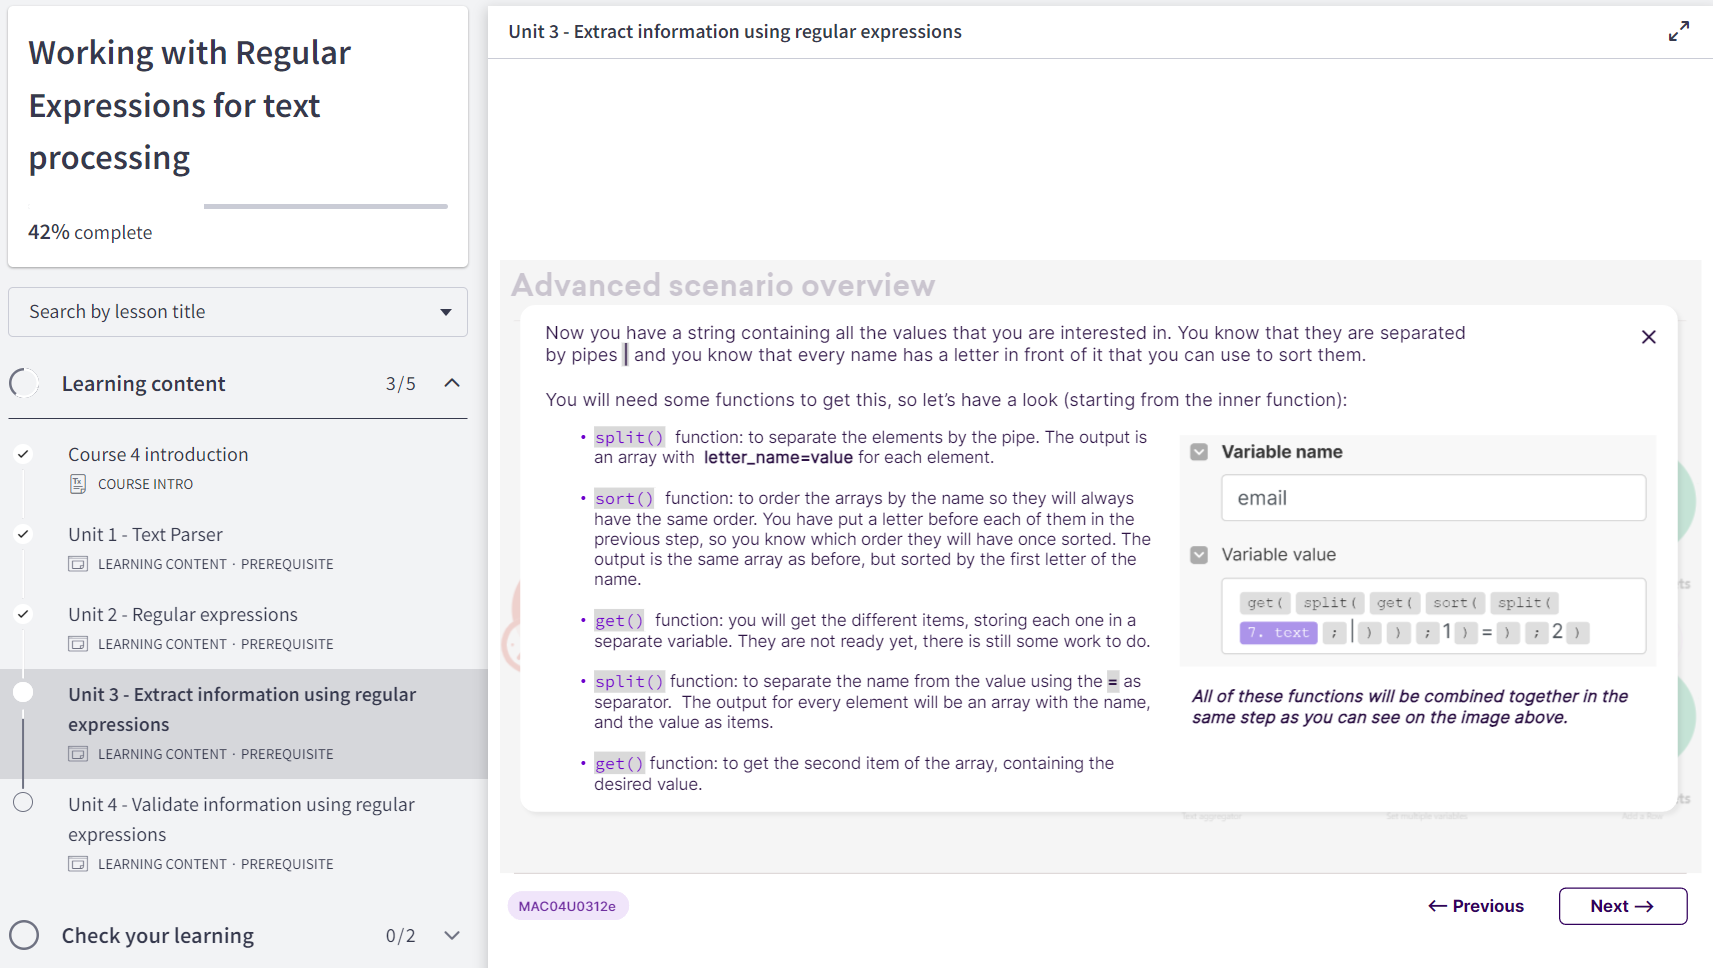 Working with Regular
Expressions for text
processing
42% complete
Search by lesson title
Learning content 3/5
Course 4 introduction
COURSE INTRO
Unit 1 - Text Parser
LEARNING CONTENT · PREREQUISITE
Unit 2 - Regular expressions
LEARNING CONTENT · PREREQUISITE
Unit 3 - Extract information using regular
expressions
LEARNING CONTENT · PREREQUISITE
Unit 4 - Validate information using regular
expressions
LEARNING CONTENT · PREREQUISITE
Check your learning 0/2
Unit 3 - Extract information using regular expressions
Advanced scenario overview
Now you have a string containing all the values that you are interested in. You know that they are separated
by pipes | and you know that every name has a letter in front of it that you can use to sort them.
You will need some functions to get this, so let's have a look (starting from the inner function):
• split() function: to separate the elements by the pipe. The output is
an array with letter_name=value for each element.
• sort() function: to order the arrays by the name so they will always
have the same order. You have put a letter before each of them in the
previous step, so you know which order they will have once sorted. The
output is the same array as before, but sorted by the first letter of the
name.
• get() function: you will get the different items, storing each one in a
separate variable. They are not ready yet, there is still some work to do.
• split() function: to separate the name from the value using the = as
separator. The output for every element will be an array with the name,
and the value as items.
• get() function: to get the second item of the array, containing the
desired value.
Variable name
email
Variable value
get( split( get( sort( split(
7. text ; | ) ) ; 1 ) = ) ; 2 )
All of these functions will be combined together in the
same step as you can see on the image above.
ts
ts
Text aggregator
Set multiple variables
Add a Row
MAC04U0312e
← Previous
Next →